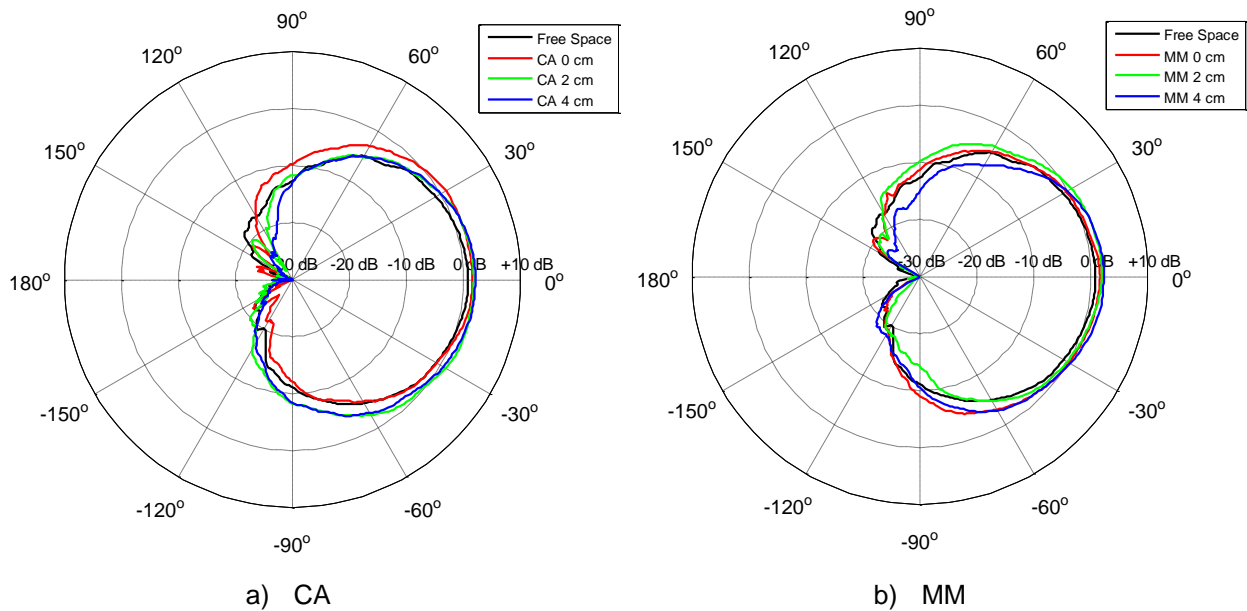 90°
120°
60°
150°
30°
180°
0°
-150°
-30°
-120°
-60°
-90°
-20 dB
-10 dB
0 dB
+10 dB
Free Space
CA 0 cm
CA 2 cm
CA 4 cm
a) CA
90°
120°
60°
150°
30°
180°
0°
-150°
-30°
-120°
-60°
-90°
-30 dB
-20 dB
-10 dB
0 dB
+10 dB
Free Space
MM 0 cm
MM 2 cm
MM 4 cm
b) MM